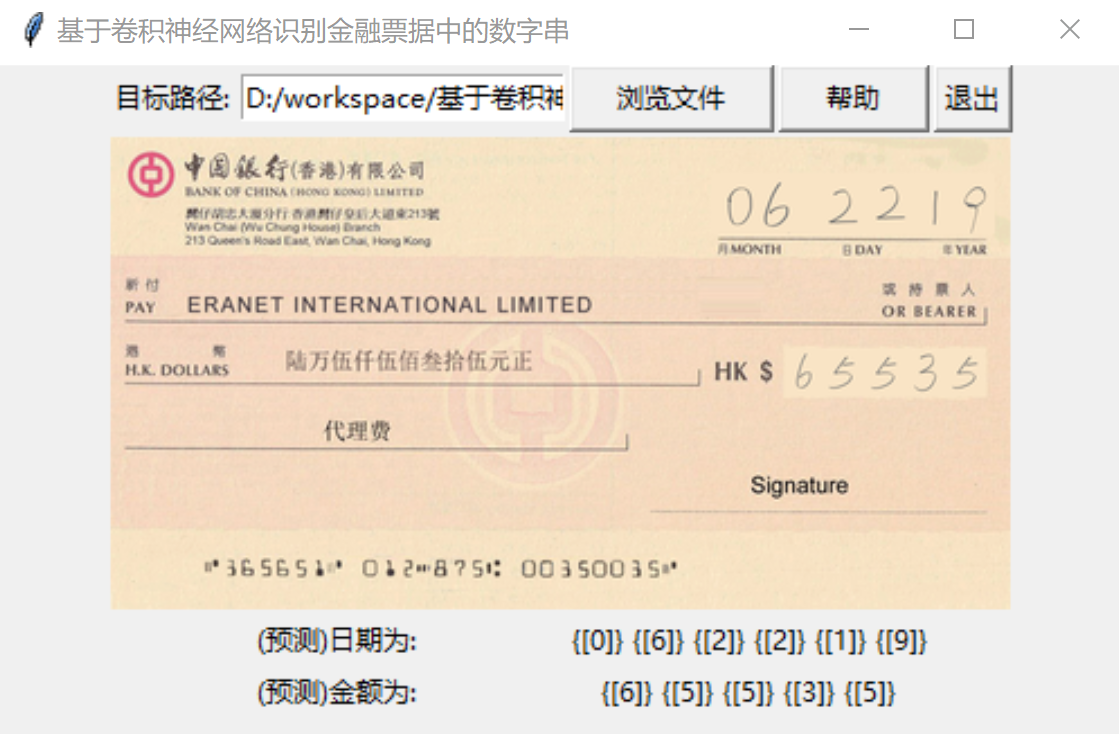 基于卷积神经网络识别金融票据中的数字串
目标路径: D:/workspace/基于卷积神 浏览文件 帮助 退出
中国銀行(香港)有限公司
BANK OF CHINA (HONG KONG) LIMITED
灣仔胡忠大廈分行 香港灣仔皇后大道東213號
Wan Chai (Wu Chung House) Branch
213 Queen's Road East, Wan Chai, Hong Kong
06 22 19
月MONTH 日DAY 年YEAR
祈付 或持票人
PAY ERANET INTERNATIONAL LIMITED OR BEARER
港幣
H.K. DOLLARS 陆万伍仟伍佰叁拾伍元正 HK $ 65535
代理费
Signature
⑈365651⑈ 012⑉875⑆ 00350035⑈
(预测)日期为: {[0]} {[6]} {[2]} {[2]} {[1]} {[9]}
(预测)金额为: {[6]} {[5]} {[5]} {[3]} {[5]}